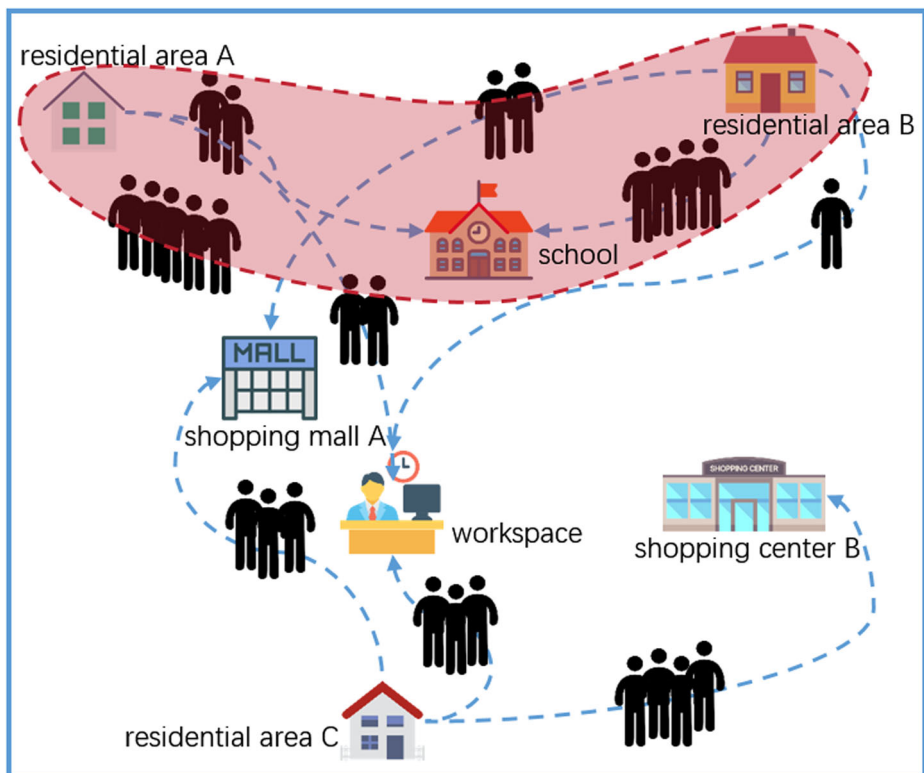 residential area A
residential area B
school
MALL
shopping mall A
SHOPPING CENTER
workspace
shopping center B
residential area C